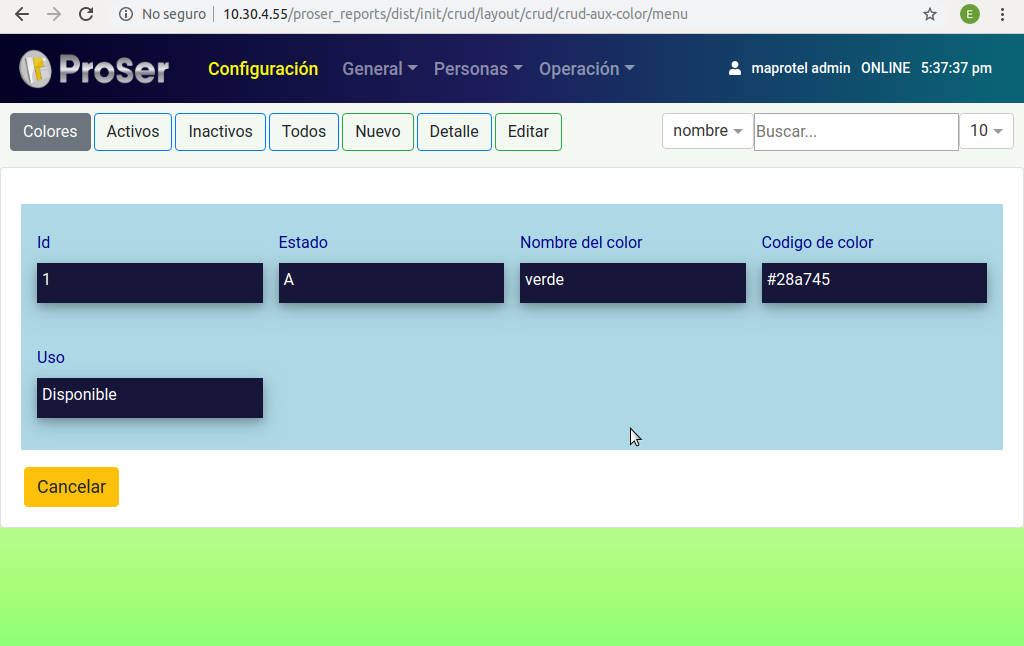 No seguro 10.30.4.55/proser_reports/dist/init/crud/layout/crud/crud-aux-color/menu E
ProSer Configuración General Personas Operación maprotel admin ONLINE 5:37:37 pm
Colores Activos Inactivos Todos Nuevo Detalle Editar nombre Buscar... 10
Id Estado Nombre del color Codigo de color
1 A verde #28a745
Uso
Disponible
Cancelar